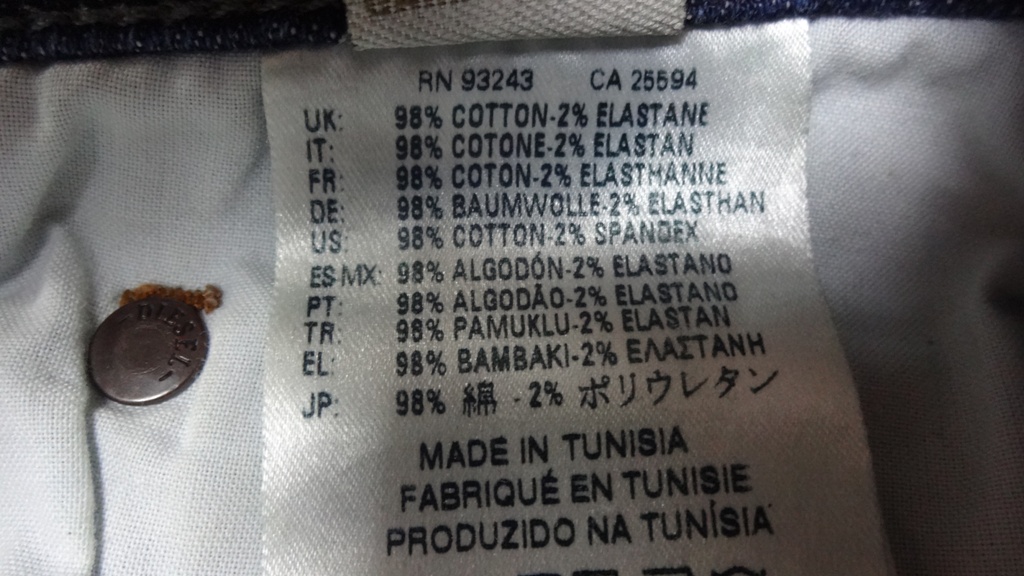 RN 93243 CA 25594
UK: 98% COTTON-2% ELASTANE
IT: 98% COTONE-2% ELASTAN
FR: 98% COTON-2% ELASTHANNE
DE: 98% BAUMWOLLE-2% ELASTHAN
US: 98% COTTON-2% SPANDEX
ES MX: 98% ALGODÓN-2% ELASTANO
PT: 98% ALGODÃO-2% ELASTANO
TR: 98% PAMUKLU-2% ELASTAN
EL: 98% BAMBAKI-2% ΕΛΑΣΤΑΝΗ
JP: 98% 綿 - 2% ポリウレタン
MADE IN TUNISIA
FABRIQUÉ EN TUNISIE
PRODUZIDO NA TUNÍSIA
DIESEL